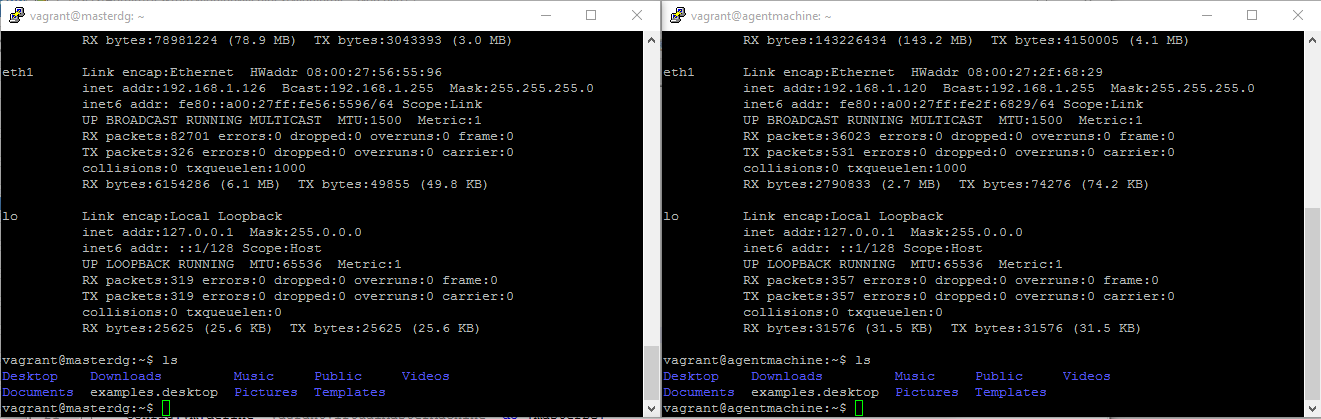 vagrant@masterdg: ~
RX bytes:78981224 (78.9 MB)  TX bytes:3043393 (3.0 MB)
eth1      Link encap:Ethernet  HWaddr 08:00:27:56:55:96
inet addr:192.168.1.126  Bcast:192.168.1.255  Mask:255.255.255.0
inet6 addr: fe80::a00:27ff:fe56:5596/64 Scope:Link
UP BROADCAST RUNNING MULTICAST  MTU:1500  Metric:1
RX packets:82701 errors:0 dropped:0 overruns:0 frame:0
TX packets:326 errors:0 dropped:0 overruns:0 carrier:0
collisions:0 txqueuelen:1000
RX bytes:6154286 (6.1 MB)  TX bytes:49855 (49.8 KB)
lo        Link encap:Local Loopback
inet addr:127.0.0.1  Mask:255.0.0.0
inet6 addr: ::1/128 Scope:Host
UP LOOPBACK RUNNING  MTU:65536  Metric:1
RX packets:319 errors:0 dropped:0 overruns:0 frame:0
TX packets:319 errors:0 dropped:0 overruns:0 carrier:0
collisions:0 txqueuelen:0
RX bytes:25625 (25.6 KB)  TX bytes:25625 (25.6 KB)
vagrant@masterdg:~$ ls
Desktop    Downloads         Music     Public     Videos
Documents  examples.desktop  Pictures  Templates
vagrant@masterdg:~$
vagrant@agentmachine: ~
RX bytes:143226434 (143.2 MB)  TX bytes:4150005 (4.1 MB)
eth1      Link encap:Ethernet  HWaddr 08:00:27:2f:68:29
inet addr:192.168.1.120  Bcast:192.168.1.255  Mask:255.255.255.0
inet6 addr: fe80::a00:27ff:fe2f:6829/64 Scope:Link
UP BROADCAST RUNNING MULTICAST  MTU:1500  Metric:1
RX packets:36023 errors:0 dropped:0 overruns:0 frame:0
TX packets:531 errors:0 dropped:0 overruns:0 carrier:0
collisions:0 txqueuelen:1000
RX bytes:2790833 (2.7 MB)  TX bytes:74276 (74.2 KB)
lo        Link encap:Local Loopback
inet addr:127.0.0.1  Mask:255.0.0.0
inet6 addr: ::1/128 Scope:Host
UP LOOPBACK RUNNING  MTU:65536  Metric:1
RX packets:357 errors:0 dropped:0 overruns:0 frame:0
TX packets:357 errors:0 dropped:0 overruns:0 carrier:0
collisions:0 txqueuelen:0
RX bytes:31576 (31.5 KB)  TX bytes:31576 (31.5 KB)
vagrant@agentmachine:~$ ls
Desktop    Downloads         Music     Public     Videos
Documents  examples.desktop  Pictures  Templates
vagrant@agentmachine:~$